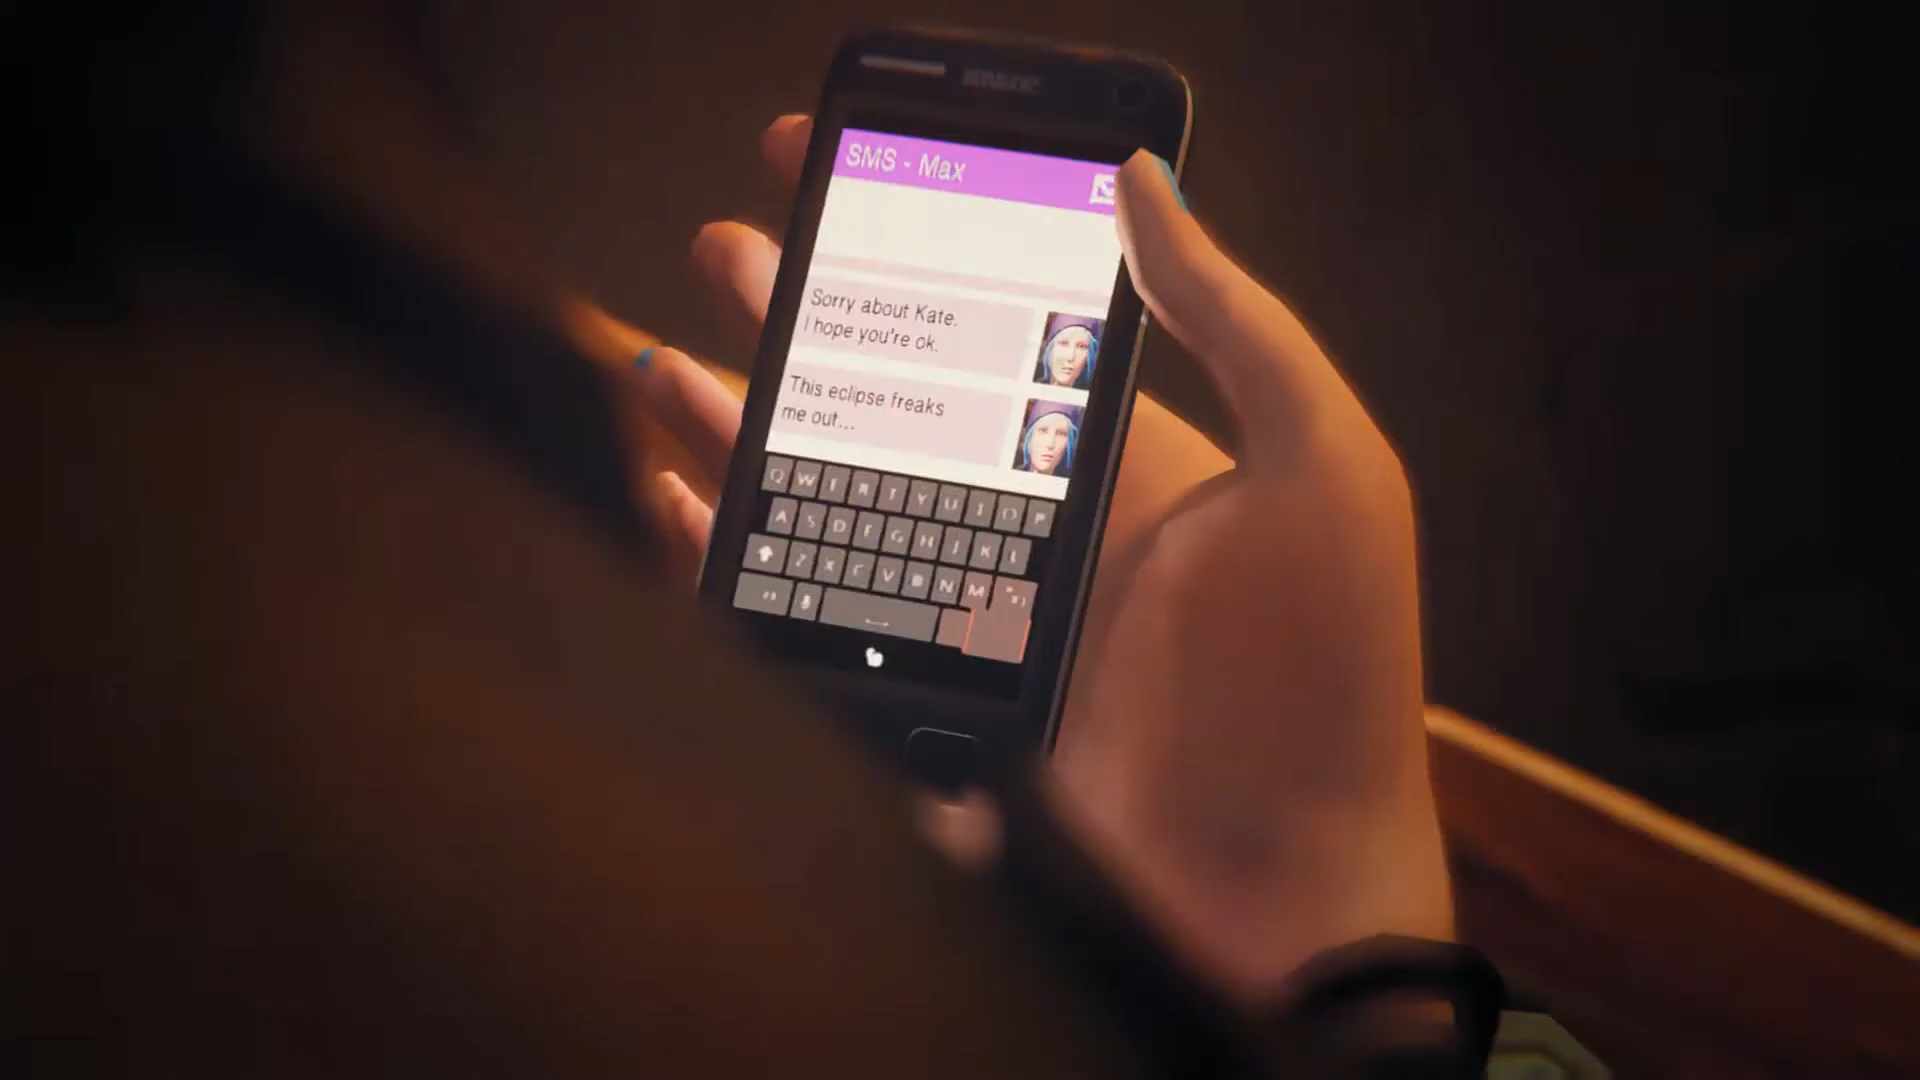 SMS - Max
Sorry about Kate.
I hope you're ok.
This eclipse freaks
me out...
Q W E R T Y U I O P
A S D F G H J K L
Z X C V B N M